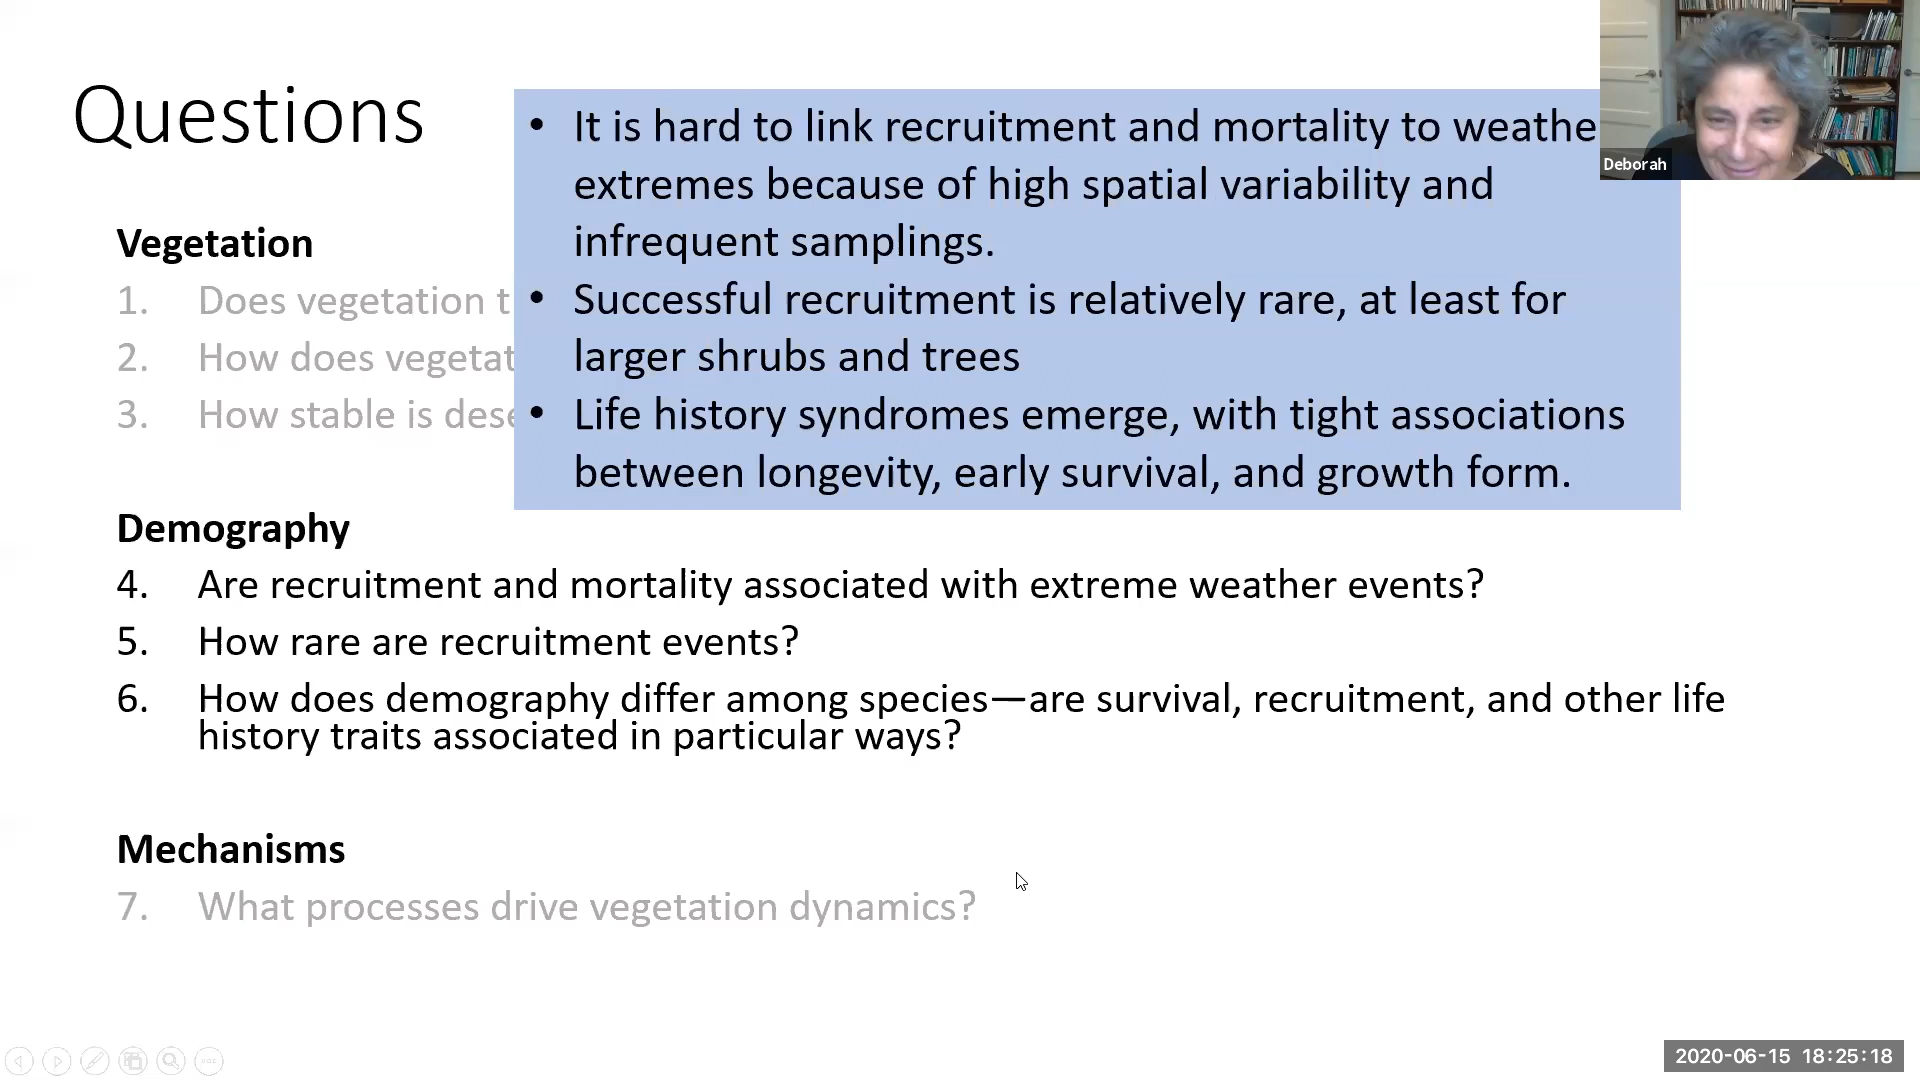 Questions
• It is hard to link recruitment and mortality to weathe
extremes because of high spatial variability and
infrequent samplings.
• Successful recruitment is relatively rare, at least for
larger shrubs and trees
• Life history syndromes emerge, with tight associations
between longevity, early survival, and growth form.
Deborah
Vegetation
1. Does vegetation t
2. How does vegetat
3. How stable is dese
Demography
4. Are recruitment and mortality associated with extreme weather events?
5. How rare are recruitment events?
6. How does demography differ among species—are survival, recruitment, and other life
history traits associated in particular ways?
Mechanisms
7. What processes drive vegetation dynamics?
2020-06-15 18:25:18